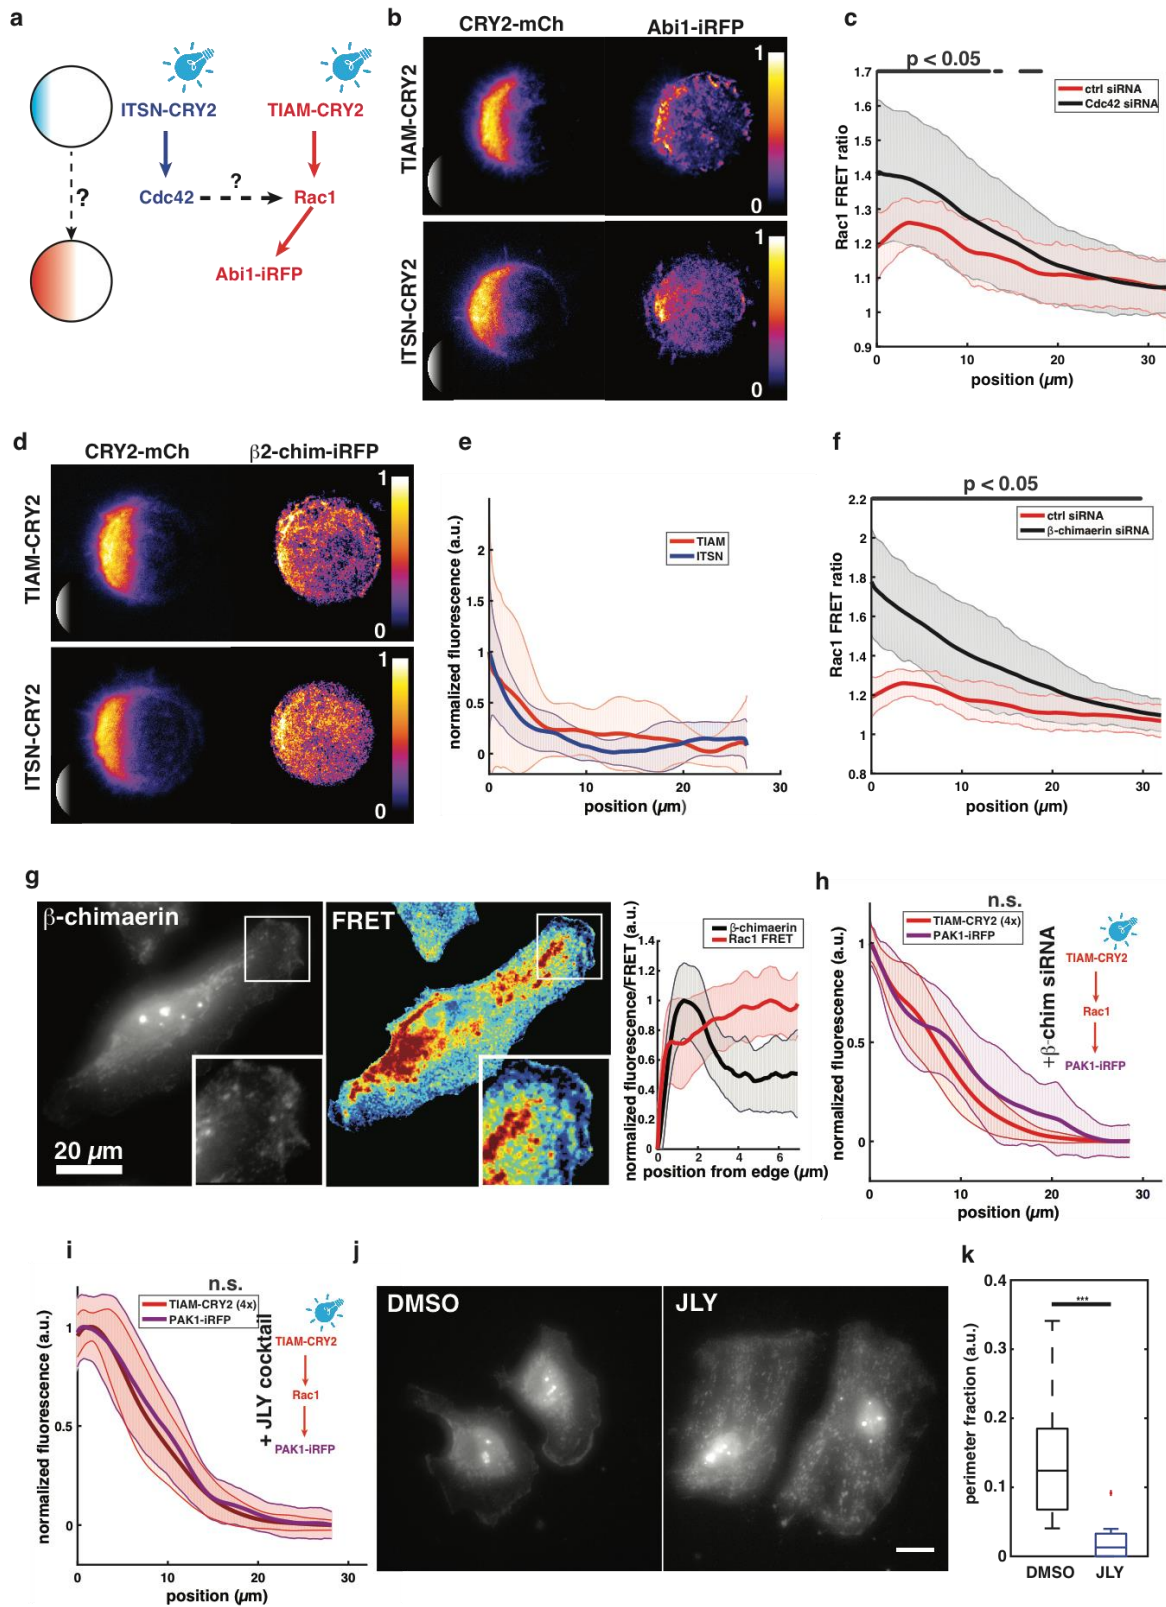 a
ITSN-CRY2
TIAM-CRY2
?
?
Cdc42
Rac1
Abi1-iRFP
b
CRY2-mCh
Abi1-iRFP
TIAM-CRY2
1
0
ITSN-CRY2
1
0
c
p < 0.05
ctrl siRNA
Cdc42 siRNA
Rac1 FRET ratio
1.7
1.6
1.5
1.4
1.3
1.2
1.1
1
0.9
0
10
20
30
position (µm)
d
CRY2-mCh
β2-chim-iRFP
TIAM-CRY2
1
0
ITSN-CRY2
1
0
e
TIAM
ITSN
normalized fluorescence (a.u.)
2
1.5
1
0.5
0
0
10
20
30
position (µm)
f
p < 0.05
ctrl siRNA
β-chimaerin siRNA
Rac1 FRET ratio
2.2
2
1.8
1.6
1.4
1.2
1
0.8
0
10
20
30
position (µm)
g
β-chimaerin
20 µm
FRET
β-chimaerin
Rac1 FRET
normalized fluorescence/FRET (a.u.)
1.4
1.2
1
0.8
0.6
0.4
0.2
0
0
2
4
6
position from edge (µm)
h
n.s.
TIAM-CRY2 (4x)
PAK1-iRFP
+β-chim siRNA
TIAM-CRY2
Rac1
PAK1-iRFP
normalized fluorescence (a.u.)
1
0.5
0
0
10
20
30
position (µm)
i
n.s.
TIAM-CRY2 (4x)
PAK1-iRFP
+ JLY cocktail
TIAM-CRY2
Rac1
PAK1-iRFP
normalized fluorescence (a.u.)
1
0.5
0
0
10
20
30
position (µm)
j
DMSO
JLY
k
***
perimeter fraction (a.u.)
0.4
0.3
0.2
0.1
0
DMSO
JLY